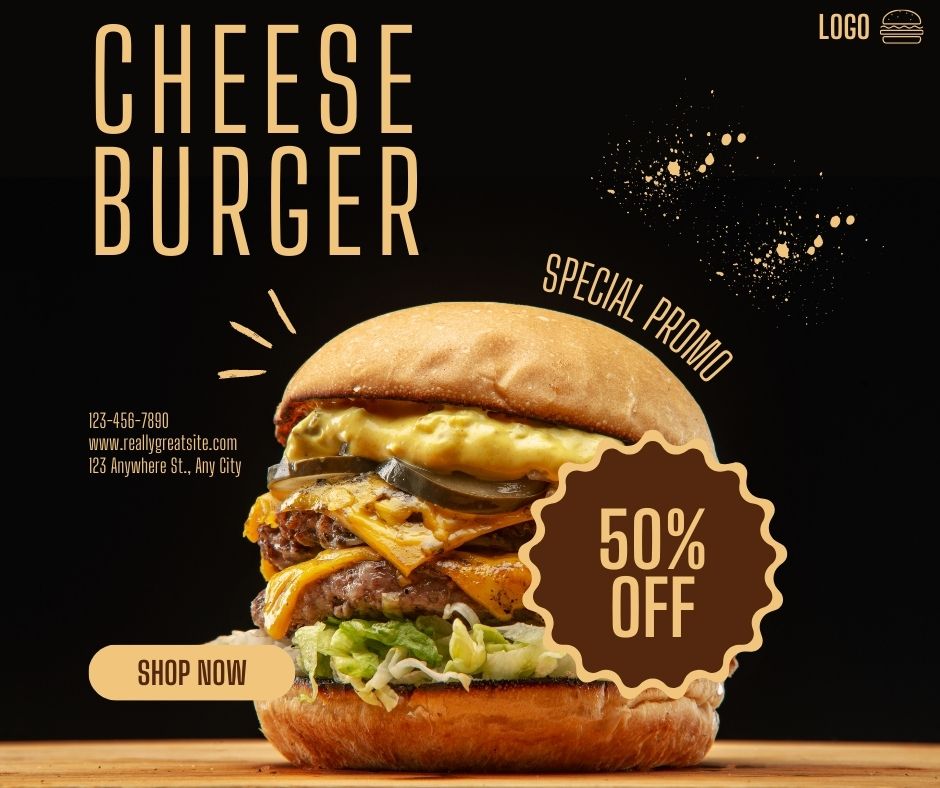 LOGO
CHEESE
BURGER
SPECIAL PROMO
123-456-7890
www.reallygreatsite.com
123 Anywhere St., Any City
50%
OFF
SHOP NOW